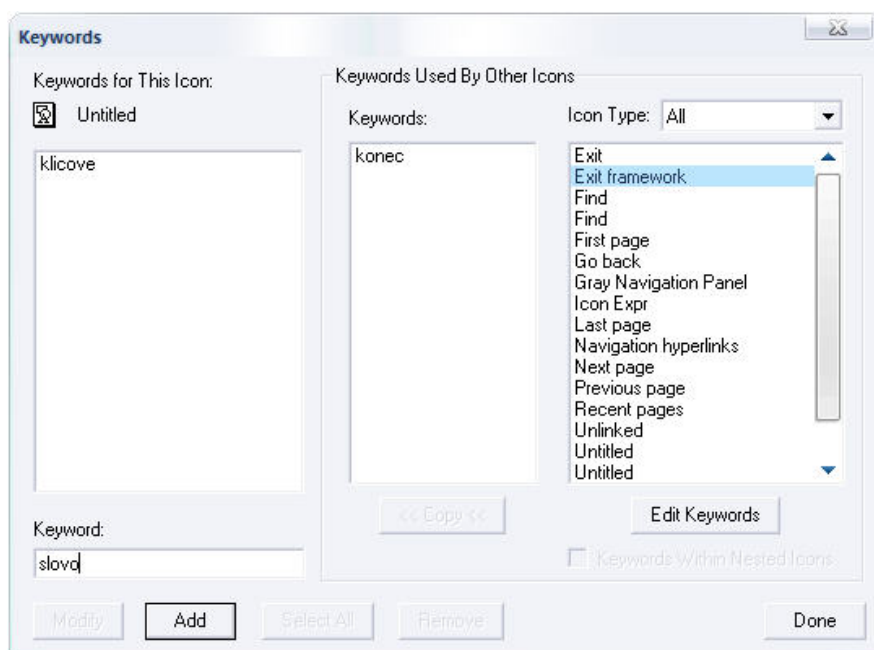 Keywords
Keywords for This Icon:
Untitled
klicove
Keyword:
slovo
Keywords Used By Other Icons
Keywords:
konec
Icon Type: All
Exit
Exit framework
Find
Find
First page
Go back
Gray Navigation Panel
Icon Expr
Last page
Navigation hyperlinks
Next page
Previous page
Recent pages
Unlinked
Untitled
Untitled
<< Copy <<
Edit Keywords
Keywords Within Nested Icons
Modify
Add
Select All
Remove
Done